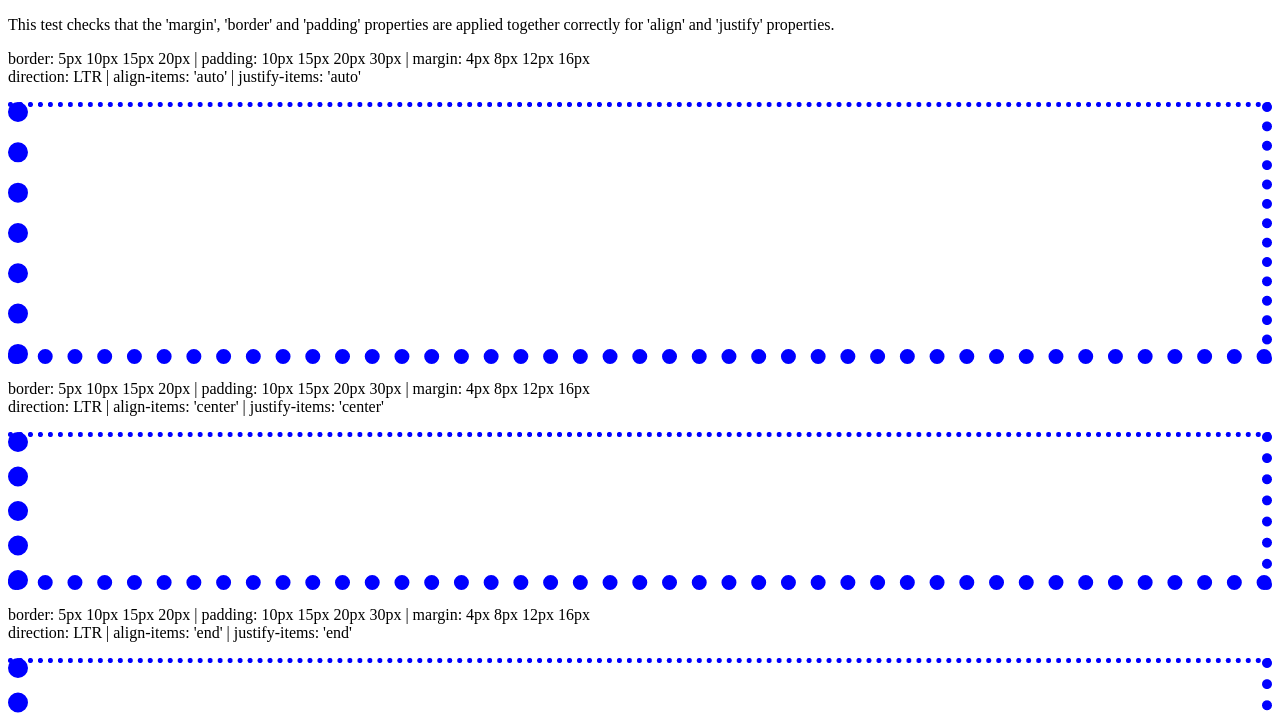 This test checks that the 'margin', 'border' and 'padding' properties are applied together correctly for 'align' and 'justify' properties.
border: 5px 10px 15px 20px | padding: 10px 15px 20px 30px | margin: 4px 8px 12px 16px
direction: LTR | align-items: 'auto' | justify-items: 'auto'
border: 5px 10px 15px 20px | padding: 10px 15px 20px 30px | margin: 4px 8px 12px 16px
direction: LTR | align-items: 'center' | justify-items: 'center'
border: 5px 10px 15px 20px | padding: 10px 15px 20px 30px | margin: 4px 8px 12px 16px
direction: LTR | align-items: 'end' | justify-items: 'end'